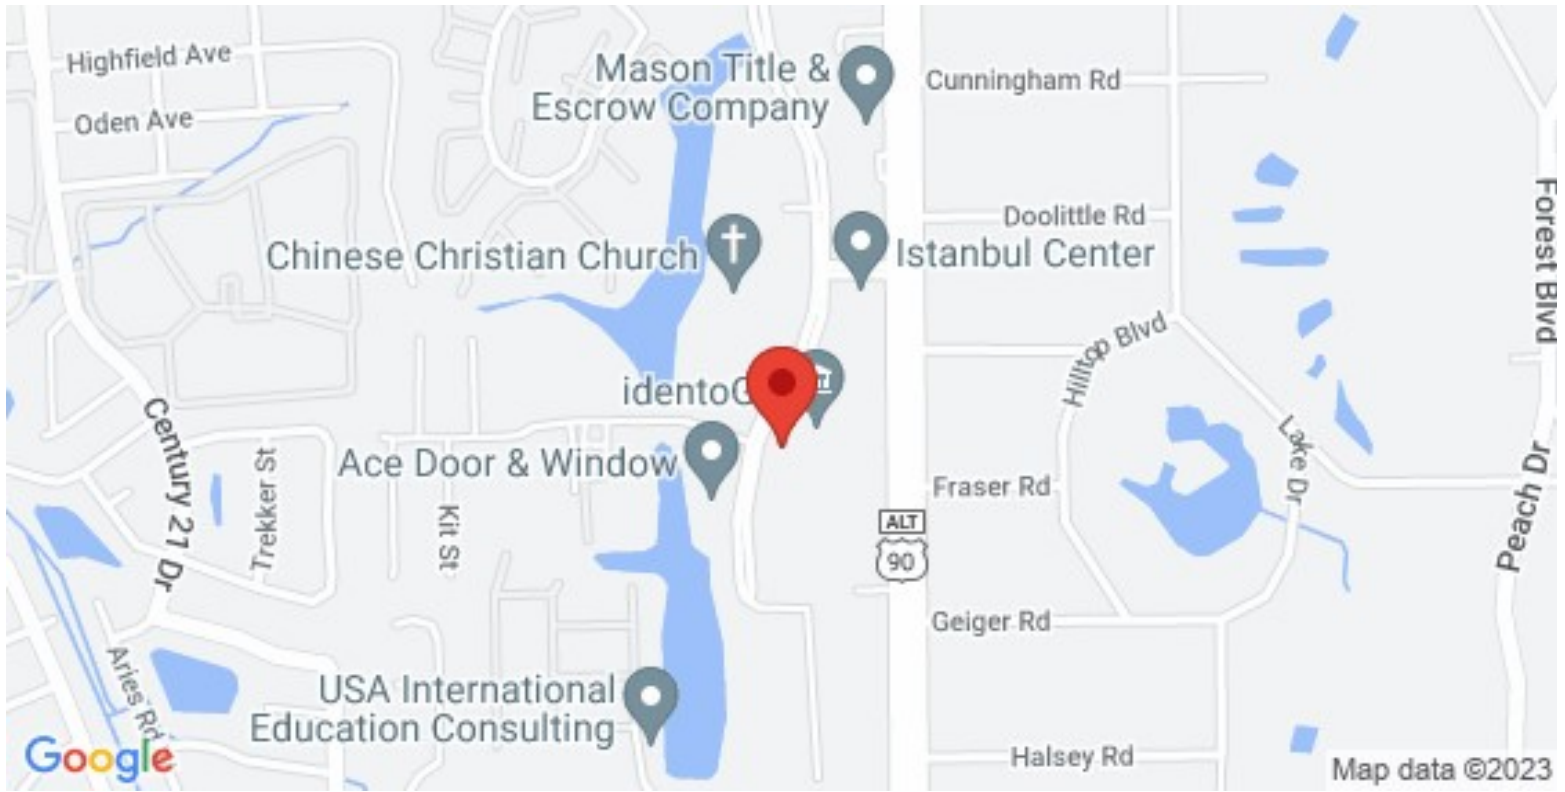 Highfield Ave
Oden Ave
Mason Title &
Escrow Company
Cunningham Rd
Doolittle Rd
Forest Blvd
Chinese Christian Church
Istanbul Center
Hilltop Blvd
identoG
Century 21 Dr
Trekker St
Ace Door & Window
Kit St
Lake Dr
Fraser Rd
Peach Dr
ALT
90
Geiger Rd
Aries Rd
USA International
Education Consulting
Halsey Rd
Google
Map data ©2023